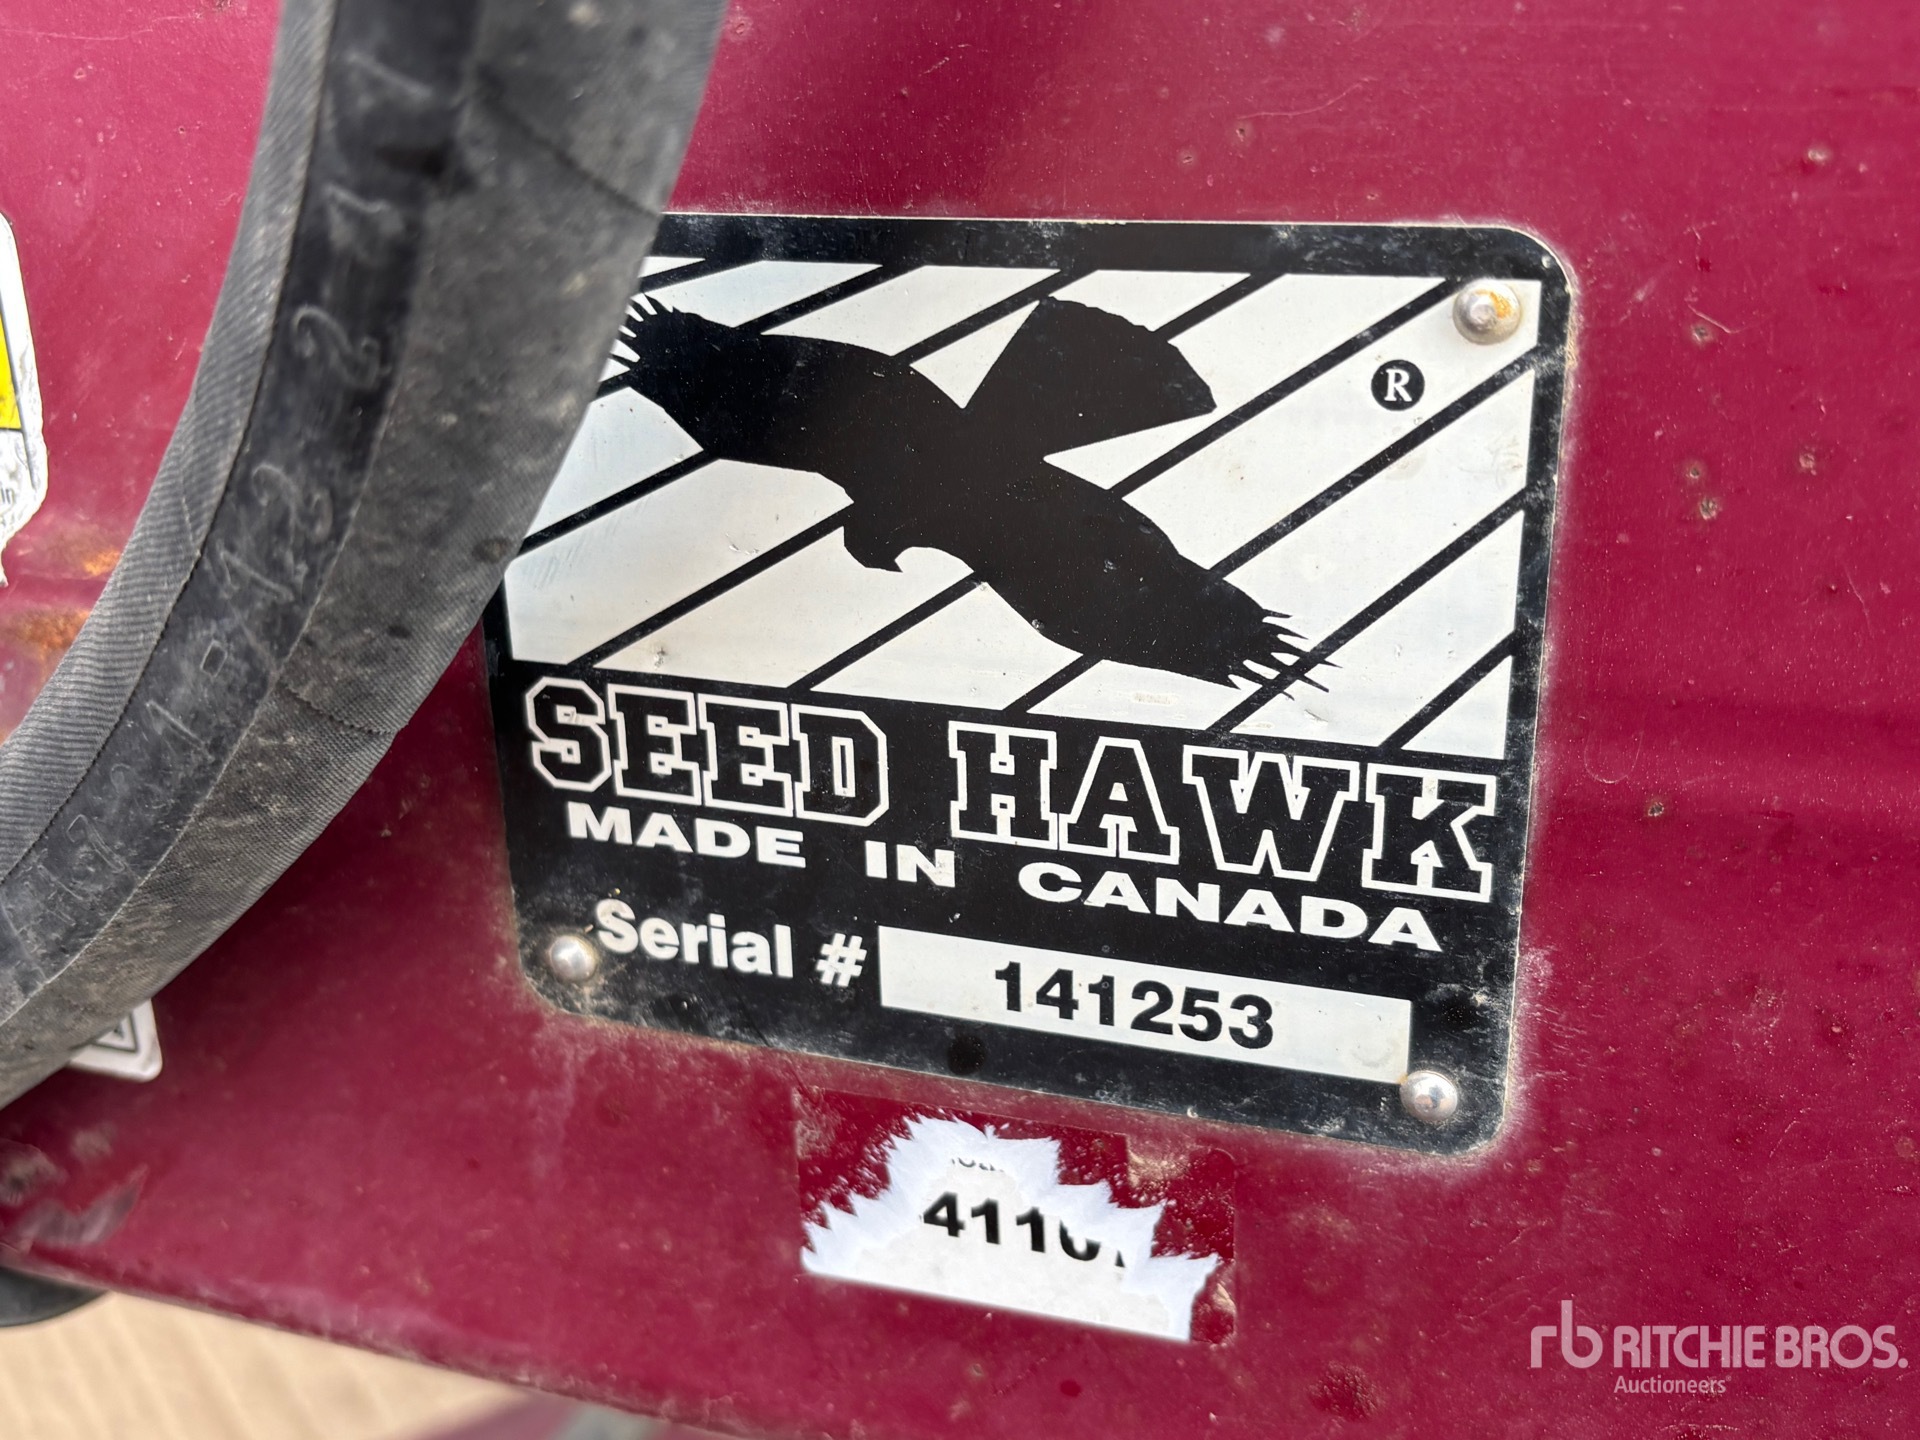 ®
SEED HAWK
MADE IN CANADA
Serial # 141253
RITCHIE BROS.
Auctioneers